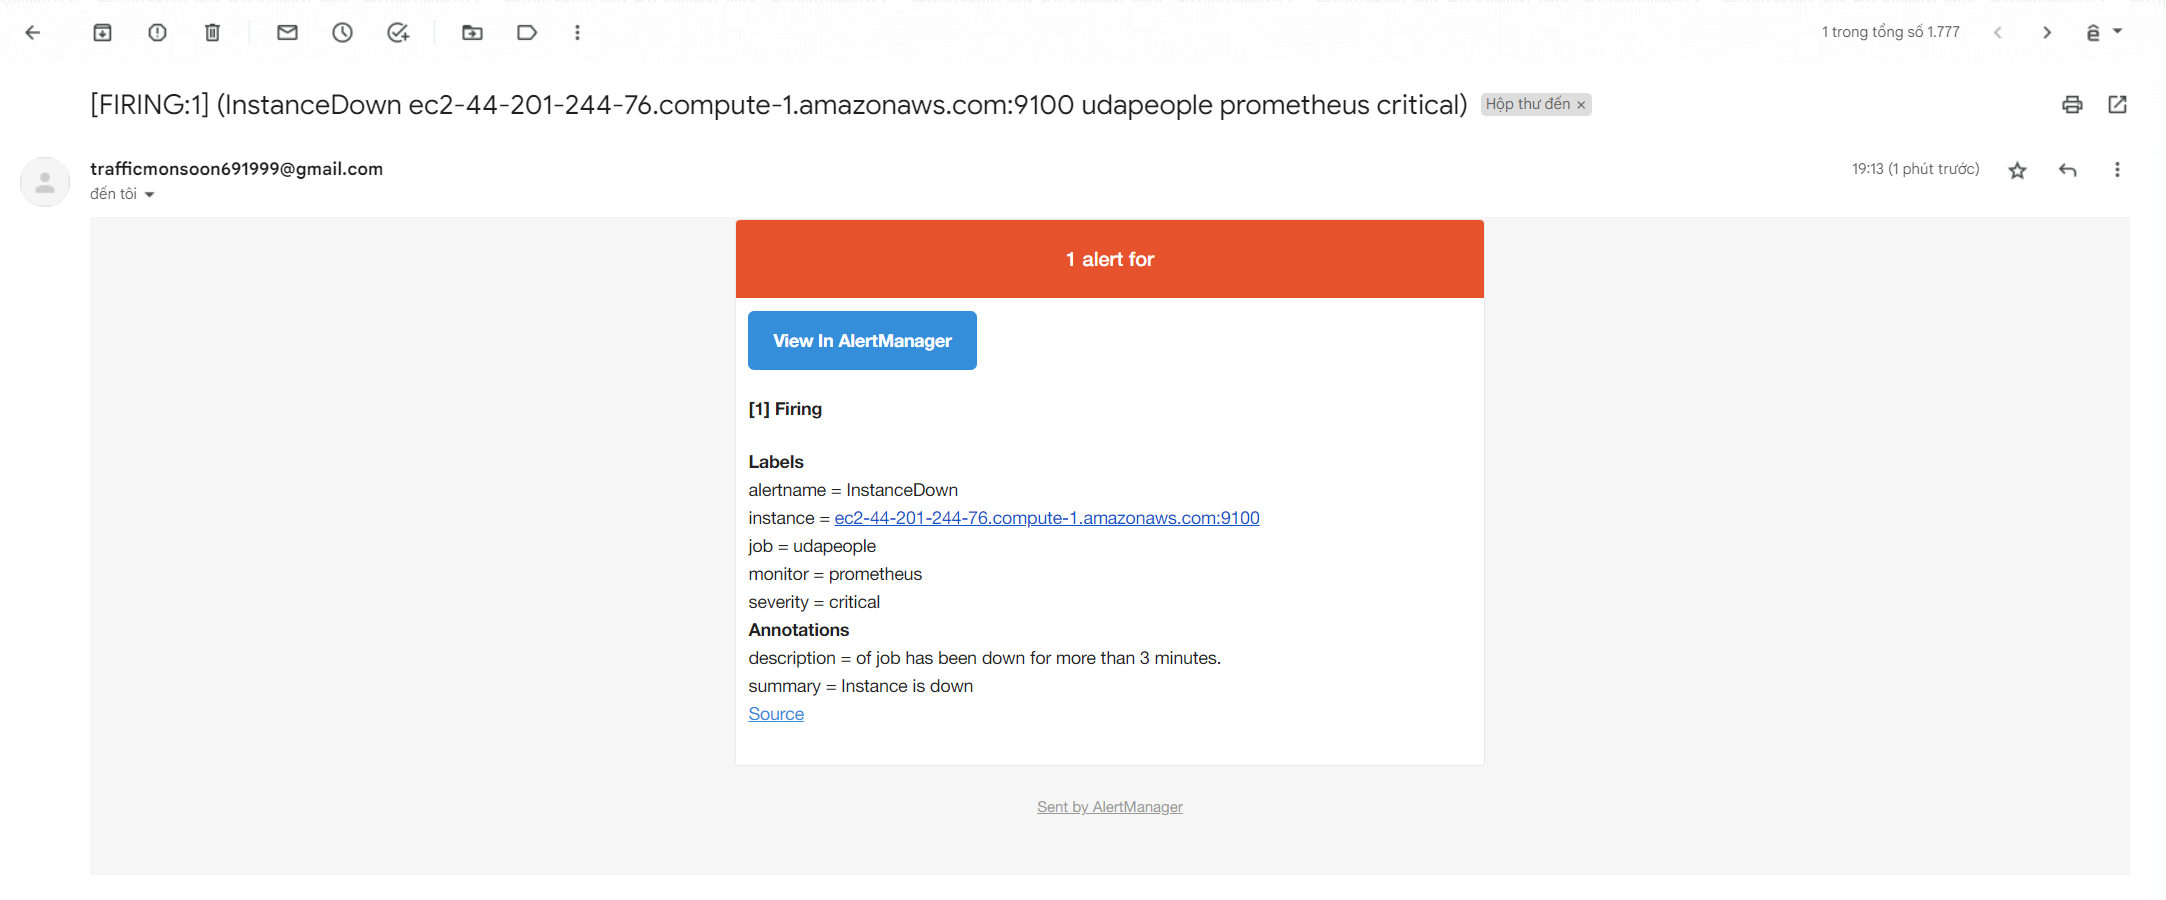 1 trong tổng số 1.777
[FIRING:1] (InstanceDown ec2-44-201-244-76.compute-1.amazonaws.com:9100 udapeople prometheus critical) Hộp thư đến ×
trafficmonsoon691999@gmail.com 19:13 (1 phút trước)
đến tôi
1 alert for
View In AlertManager
[1] Firing
Labels
alertname = InstanceDown
instance = ec2-44-201-244-76.compute-1.amazonaws.com:9100
job = udapeople
monitor = prometheus
severity = critical
Annotations
description = of job has been down for more than 3 minutes.
summary = Instance is down
Source
Sent by AlertManager